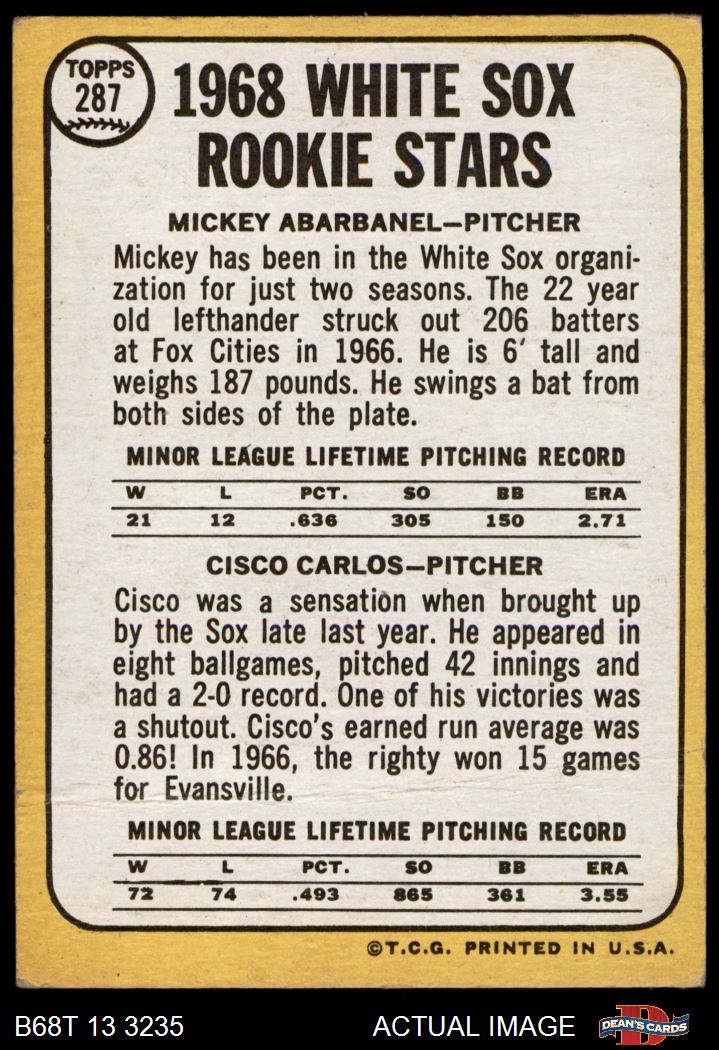 TOPPS
287
1968 WHITE SOX
ROOKIE STARS
MICKEY ABARBANEL—PITCHER
Mickey has been in the White Sox organi-
zation for just two seasons. The 22 year
old lefthander struck out 206 batters
at Fox Cities in 1966. He is 6′ tall and
weighs 187 pounds. He swings a bat from
both sides of the plate.
MINOR LEAGUE LIFETIME PITCHING RECORD
W L PCT. SO BB ERA
21 12 .636 305 150 2.71
CISCO CARLOS—PITCHER
Cisco was a sensation when brought up
by the Sox late last year. He appeared in
eight ballgames, pitched 42 innings and
had a 2-0 record. One of his victories was
a shutout. Cisco's earned run average was
0.86! In 1966, the righty won 15 games
for Evansville.
MINOR LEAGUE LIFETIME PITCHING RECORD
W L PCT. SO BB ERA
72 74 .493 865 361 3.55
©T.C.G. PRINTED IN U.S.A.
B68T 13 3235 ACTUAL IMAGE D DEAN'S CARDS